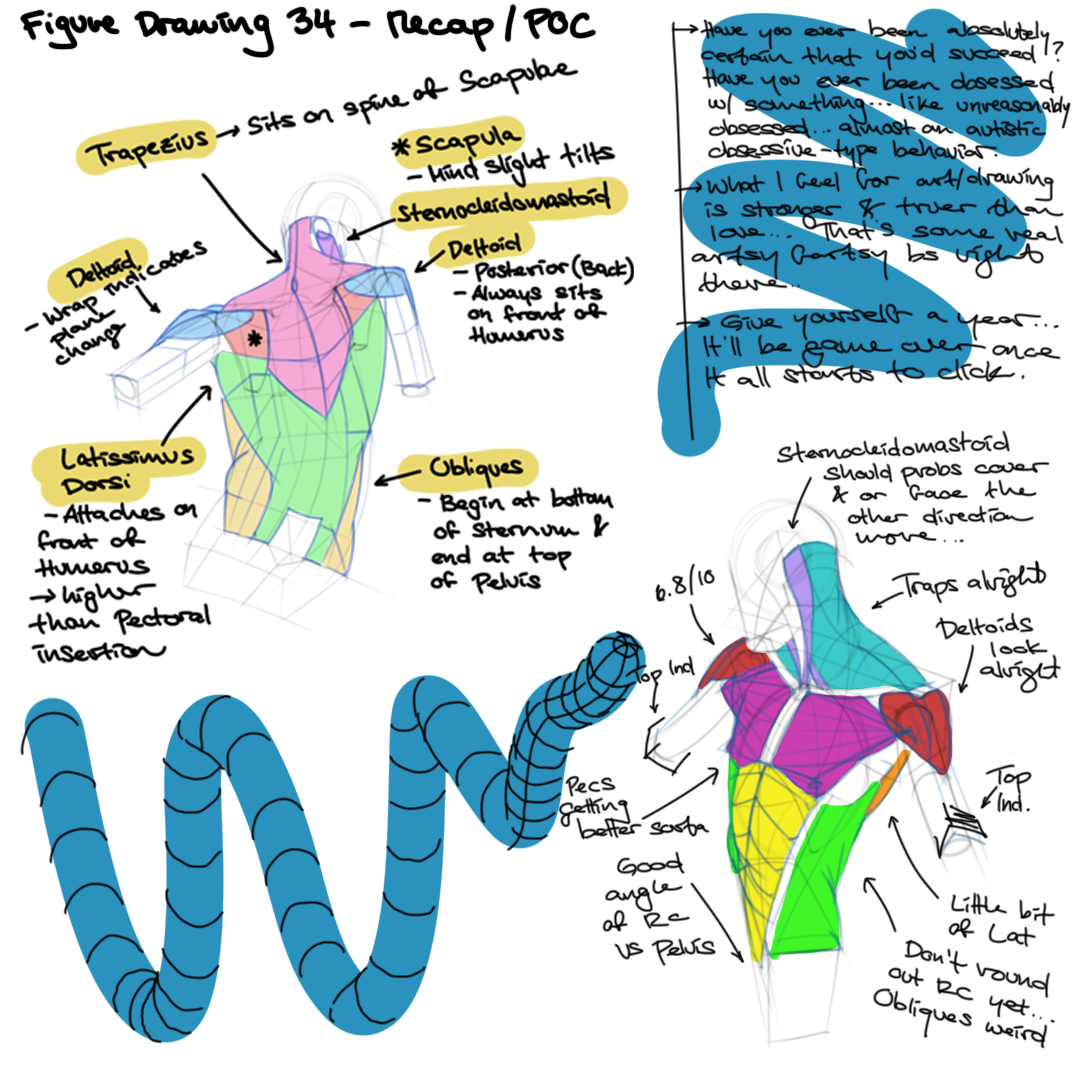 Figure Drawing 34 - Recap/POC
Trapezius → Sits on spine of Scapulae
* Scapula
- Mind slight tilts
Sternocleidomastoid
Deltoid
- Posterior (Back)
- Always sits
on front of
Humerus
Deltoid
- Wrap indicates
plane
change
*
Latissimus
Dorsi
- Attaches on
front of
Humerus
→ higher
than Pectoral
insertion
Obliques
- Begin at bottom
of Sternum &
end at top
of Pelvis
→ Have you ever been absolutely
certain that you'd succeed?
Have you ever been obsessed
w/ something... like unreasonably
obsessed... almost an autistic
obsessive-type behavior.
→ What I feel for art/drawing
is stronger & truer than
love... That's some real
artsy fartsy bs right
there..
→ Give yourself a year...
It'll be game over once
it all starts to click.
Sternocleidomastoid
should probs cover
& or face the
other direction
more...
6.8/10
Traps alright
Deltoids
look
alright
Top Ind
Top
Ind.
Pecs
getting
better sorta
Good
angle
of RC
vs Pelvis
Little bit
of Lat
Don't round
out RC yet...
Obliques weird